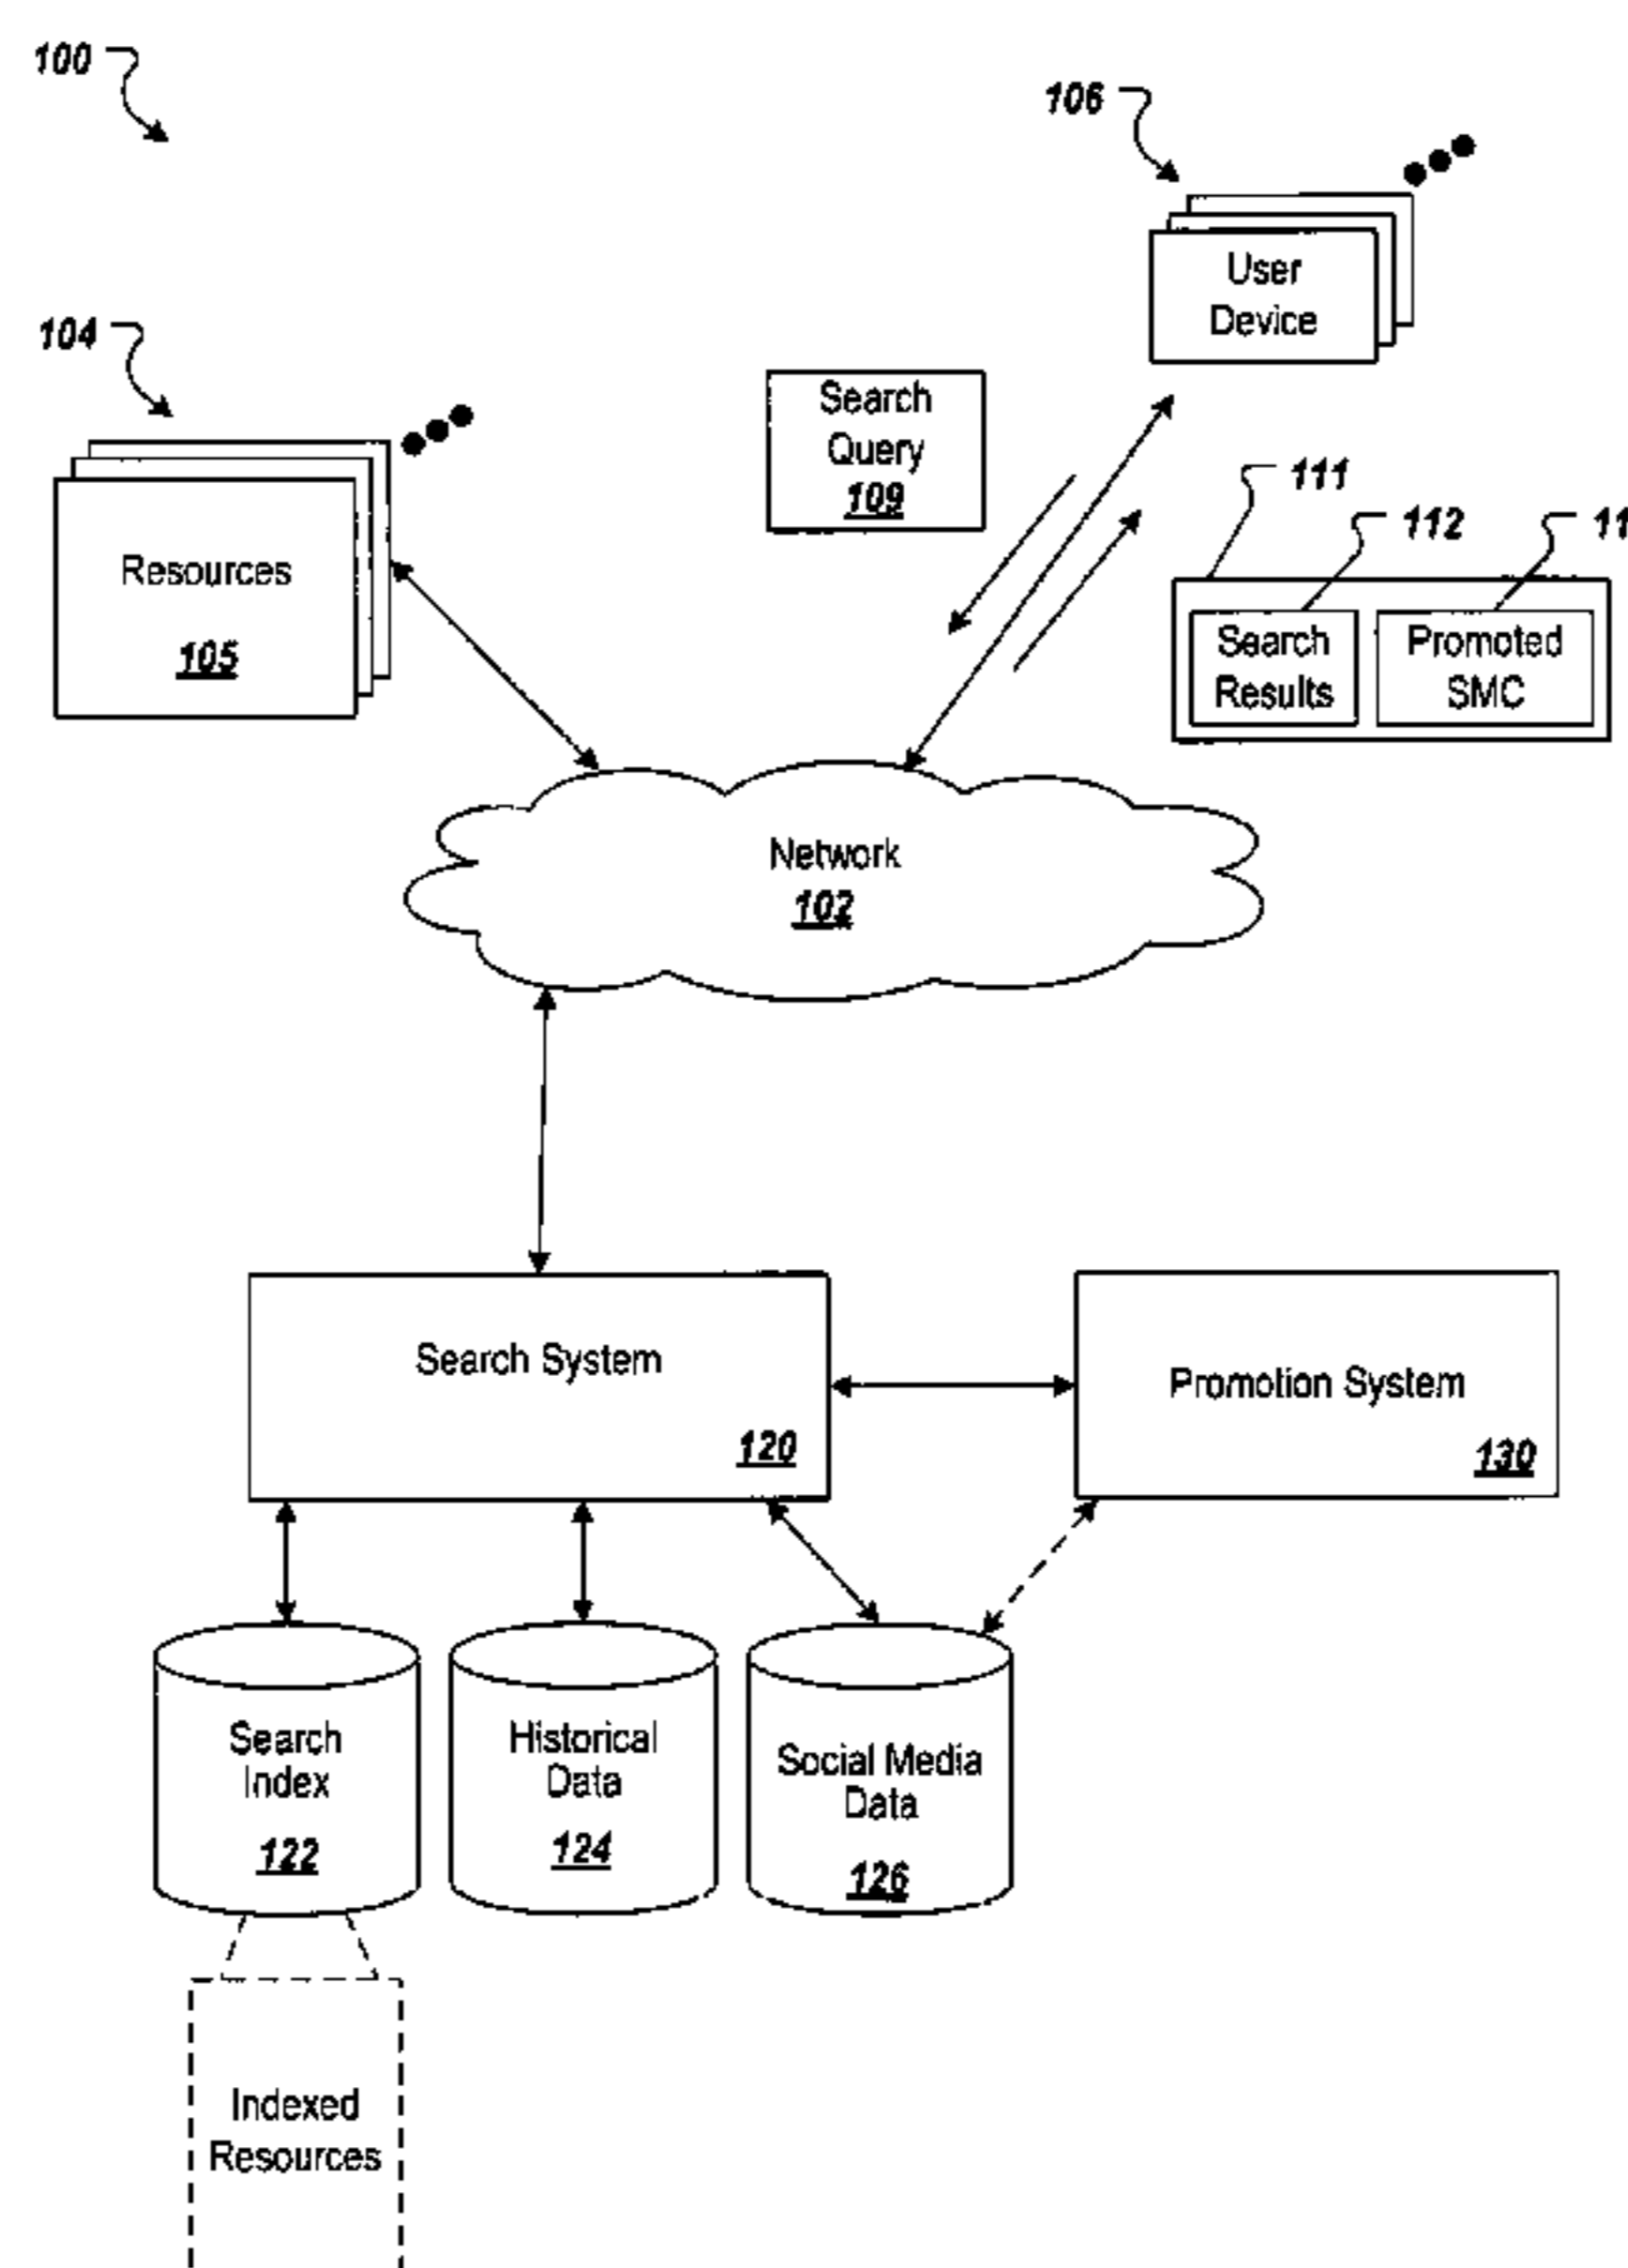 100
106
User
Device
104
Search
Query
109
111
112
11
Resources
105
Search
Results
Promoted
SMC
Network
102
Search System
120
Promotion System
130
Search
Index
122
Historical
Data
124
Social Media
Data
126
Indexed
Resources